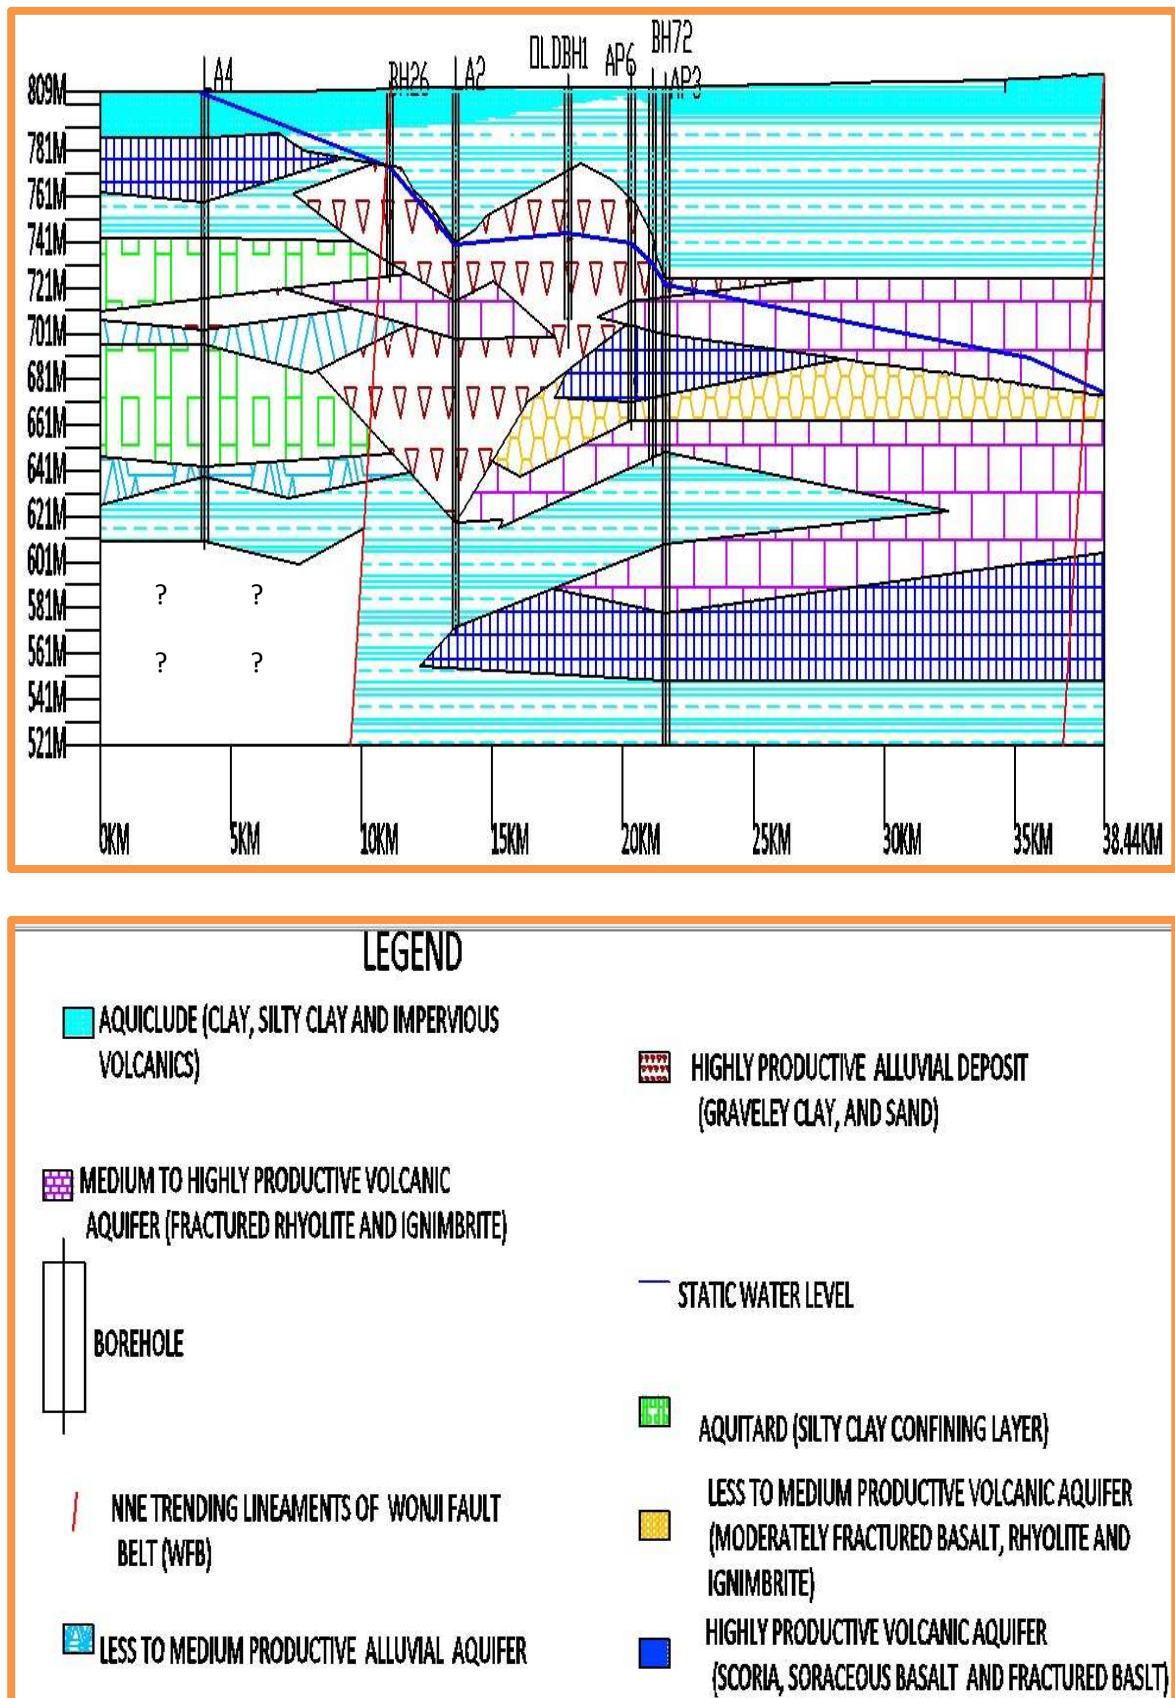 OLDBH1
BH72
AP6
LA4
BH26
LA2
AP3
809M
781M
761M
741M
721M
701M
681M
661M
641M
621M
601M
581M
561M
541M
521M
? ?
? ?
0KM 5KM 10KM 15KM 20KM 25KM 30KM 35KM 38.44KM
LEGEND
AQUICLUDE (CLAY, SILTY CLAY AND IMPERVIOUS
VOLCANICS)
HIGHLY PRODUCTIVE ALLUVIAL DEPOSIT
(GRAVELEY CLAY, AND SAND)
MEDIUM TO HIGHLY PRODUCTIVE VOLCANIC
AQUIFER (FRACTURED RHYOLITE AND IGNIMBRITE)
STATIC WATER LEVEL
BOREHOLE
AQUITARD (SILTY CLAY CONFINING LAYER)
NNE TRENDING LINEAMENTS OF WONJI FAULT
BELT (WFB)
LESS TO MEDIUM PRODUCTIVE VOLCANIC AQUIFER
(MODERATELY FRACTURED BASALT, RHYOLITE AND
IGNIMBRITE)
LESS TO MEDIUM PRODUCTIVE ALLUVIAL AQUIFER
HIGHLY PRODUCTIVE VOLCANIC AQUIFER
(SCORIA, SORACEOUS BASALT AND FRACTURED BASLT)